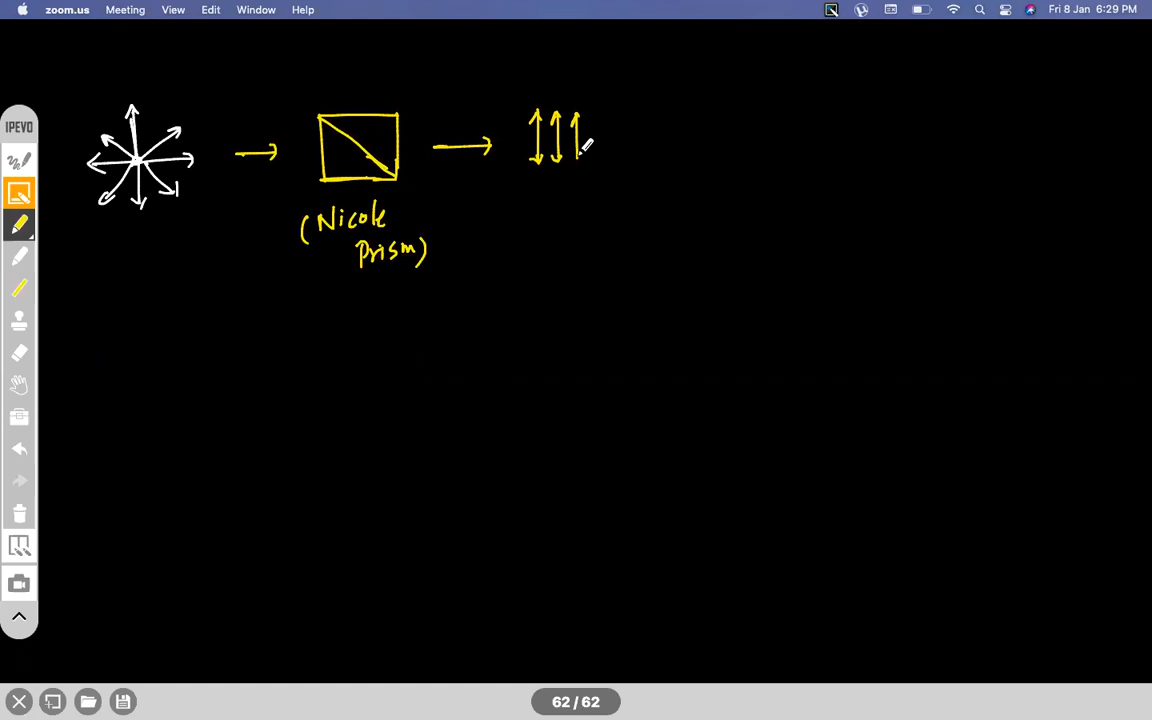 zoom.us Meeting View Edit Window Help Fri 8 Jan 6:29 PM
IPEVO
(Nicole
Prism)
62 / 62